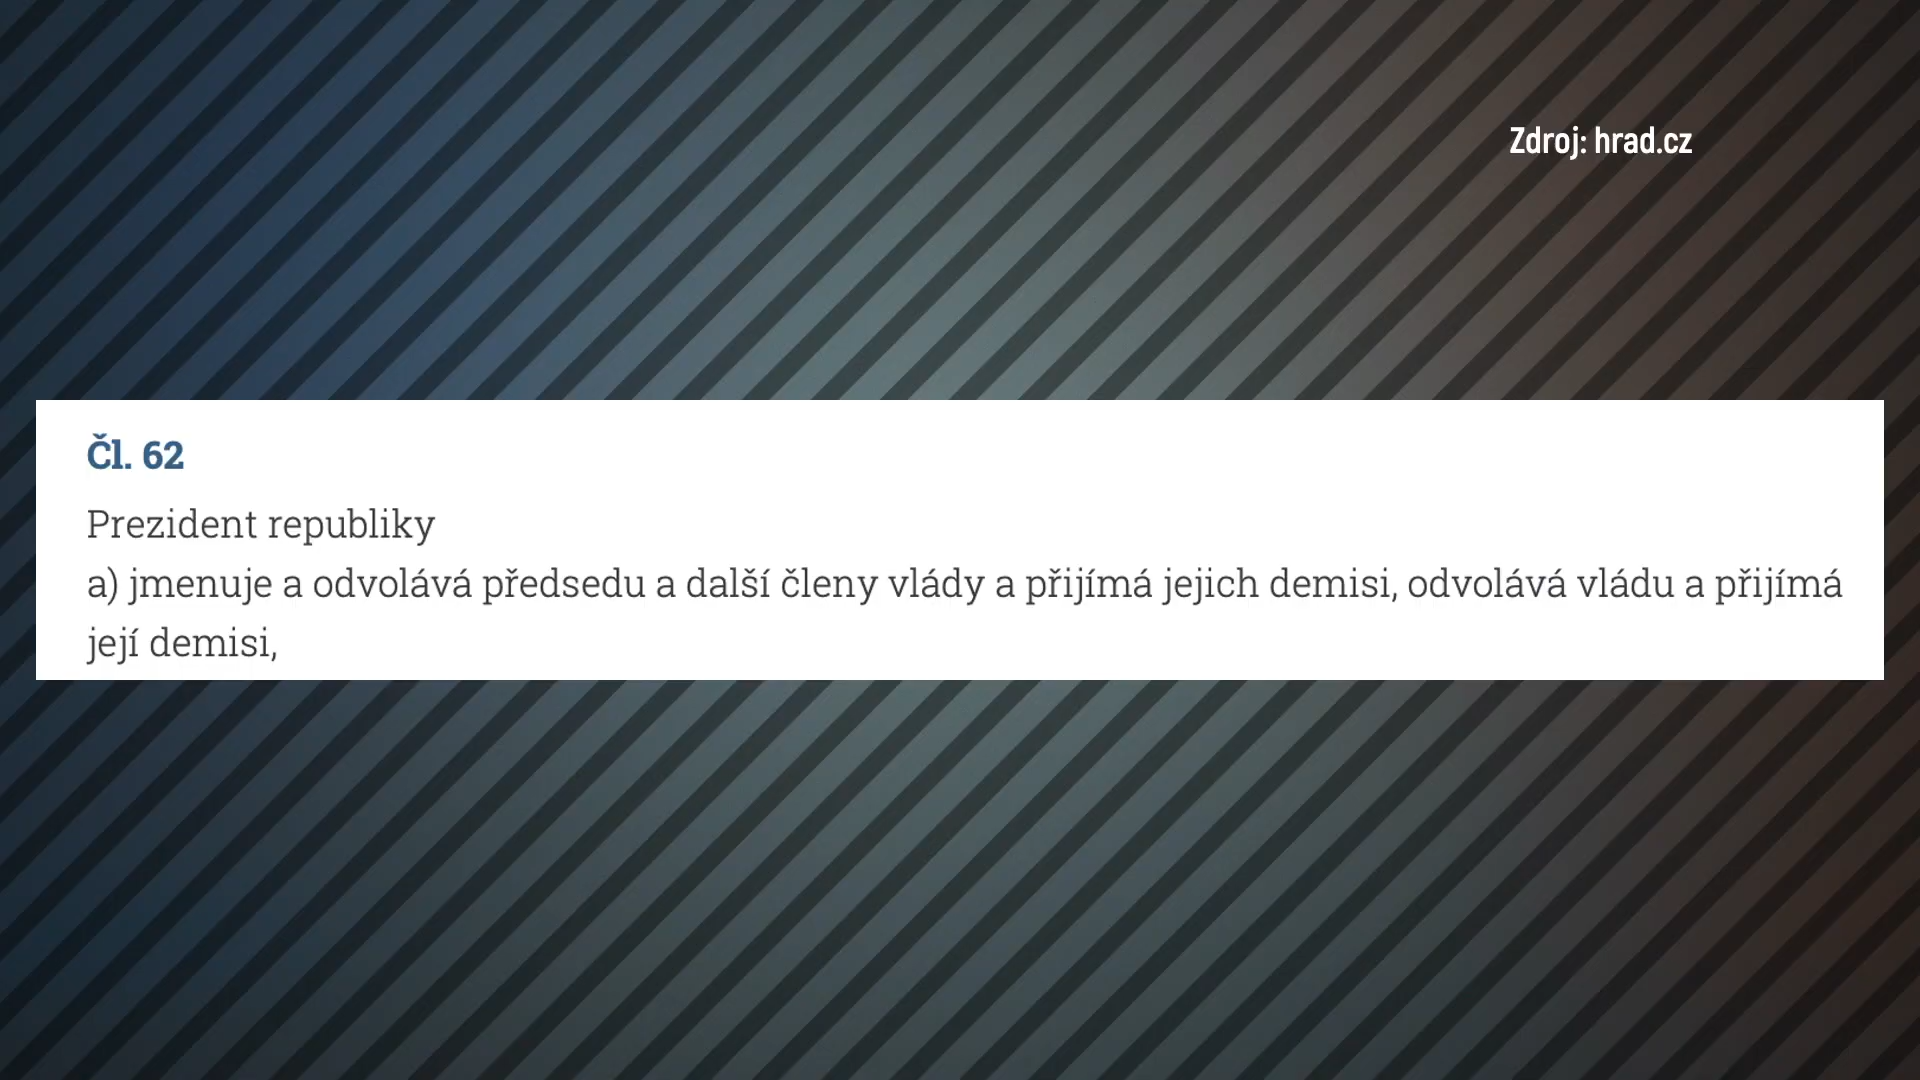 Zdroj: hrad.cz
Čl. 62
Prezident republiky
a) jmenuje a odvolává předsedu a další členy vlády a přijímá jejich demisi, odvolává vládu a přijímá
její demisi,